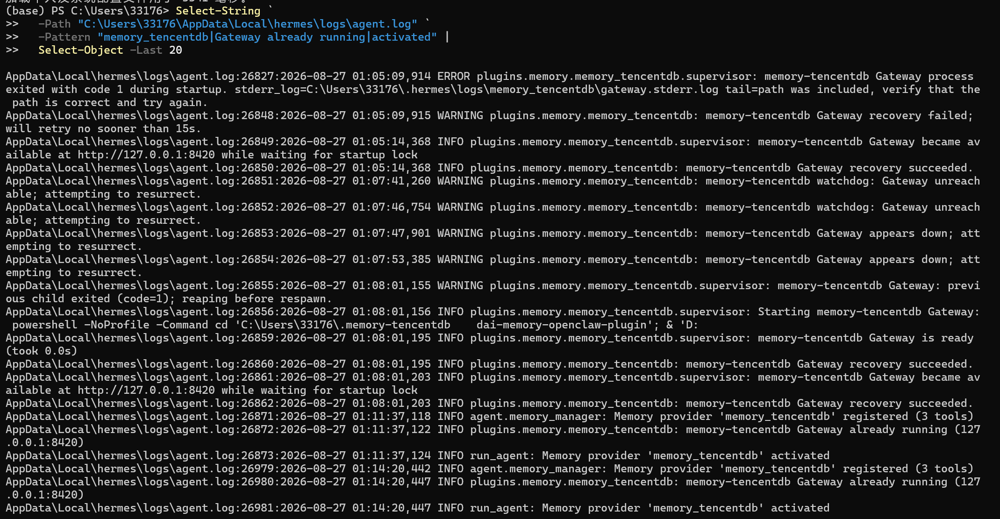 (base) PS C:\Users\33176> Select-String `
>>   -Path "C:\Users\33176\AppData\Local\hermes\logs\agent.log" `
>>   -Pattern "memory_tencentdb|Gateway already running|activated" |
>>   Select-Object -Last 20
AppData\Local\hermes\logs\agent.log:26827:2026-08-27 01:05:09,914 ERROR plugins.memory.memory_tencentdb.supervisor: memory-tencentdb Gateway process
exited with code 1 during startup. stderr_log=C:\Users\33176\.hermes\logs\memory_tencentdb\gateway.stderr.log tail=path was included, verify that the
 path is correct and try again.
AppData\Local\hermes\logs\agent.log:26848:2026-08-27 01:05:09,915 WARNING plugins.memory.memory_tencentdb: memory-tencentdb Gateway recovery failed;
will retry no sooner than 15s.
AppData\Local\hermes\logs\agent.log:26849:2026-08-27 01:05:14,368 INFO plugins.memory.memory_tencentdb.supervisor: memory-tencentdb Gateway became av
ailable at http://127.0.0.1:8420 while waiting for startup lock
AppData\Local\hermes\logs\agent.log:26850:2026-08-27 01:05:14,368 INFO plugins.memory.memory_tencentdb: memory-tencentdb Gateway recovery succeeded.
AppData\Local\hermes\logs\agent.log:26851:2026-08-27 01:07:41,260 WARNING plugins.memory.memory_tencentdb: memory-tencentdb watchdog: Gateway unreach
able; attempting to resurrect.
AppData\Local\hermes\logs\agent.log:26852:2026-08-27 01:07:46,754 WARNING plugins.memory.memory_tencentdb: memory-tencentdb watchdog: Gateway unreach
able; attempting to resurrect.
AppData\Local\hermes\logs\agent.log:26853:2026-08-27 01:07:47,901 WARNING plugins.memory.memory_tencentdb: memory-tencentdb Gateway appears down; att
empting to resurrect.
AppData\Local\hermes\logs\agent.log:26854:2026-08-27 01:07:53,385 WARNING plugins.memory.memory_tencentdb: memory-tencentdb Gateway appears down; att
empting to resurrect.
AppData\Local\hermes\logs\agent.log:26855:2026-08-27 01:08:01,155 WARNING plugins.memory.memory_tencentdb.supervisor: memory-tencentdb Gateway: previ
ous child exited (code=1); reaping before respawn.
AppData\Local\hermes\logs\agent.log:26856:2026-08-27 01:08:01,156 INFO plugins.memory.memory_tencentdb.supervisor: Starting memory-tencentdb Gateway:
 powershell -NoProfile -Command cd 'C:\Users\33176\.memory-tencentdb    dai-memory-openclaw-plugin'; & 'D:
AppData\Local\hermes\logs\agent.log:26859:2026-08-27 01:08:01,195 INFO plugins.memory.memory_tencentdb.supervisor: memory-tencentdb Gateway is ready
(took 0.0s)
AppData\Local\hermes\logs\agent.log:26860:2026-08-27 01:08:01,195 INFO plugins.memory.memory_tencentdb: memory-tencentdb Gateway recovery succeeded.
AppData\Local\hermes\logs\agent.log:26861:2026-08-27 01:08:01,203 INFO plugins.memory.memory_tencentdb.supervisor: memory-tencentdb Gateway became av
ailable at http://127.0.0.1:8420 while waiting for startup lock
AppData\Local\hermes\logs\agent.log:26862:2026-08-27 01:08:01,203 INFO plugins.memory.memory_tencentdb: memory-tencentdb Gateway recovery succeeded.
AppData\Local\hermes\logs\agent.log:26871:2026-08-27 01:11:37,118 INFO agent.memory_manager: Memory provider 'memory_tencentdb' registered (3 tools)
AppData\Local\hermes\logs\agent.log:26872:2026-08-27 01:11:37,122 INFO plugins.memory.memory_tencentdb: memory-tencentdb Gateway already running (127
.0.0.1:8420)
AppData\Local\hermes\logs\agent.log:26873:2026-08-27 01:11:37,124 INFO run_agent: Memory provider 'memory_tencentdb' activated
AppData\Local\hermes\logs\agent.log:26979:2026-08-27 01:14:20,442 INFO agent.memory_manager: Memory provider 'memory_tencentdb' registered (3 tools)
AppData\Local\hermes\logs\agent.log:26980:2026-08-27 01:14:20,447 INFO plugins.memory.memory_tencentdb: memory-tencentdb Gateway already running (127
.0.0.1:8420)
AppData\Local\hermes\logs\agent.log:26981:2026-08-27 01:14:20,447 INFO run_agent: Memory provider 'memory_tencentdb' activated